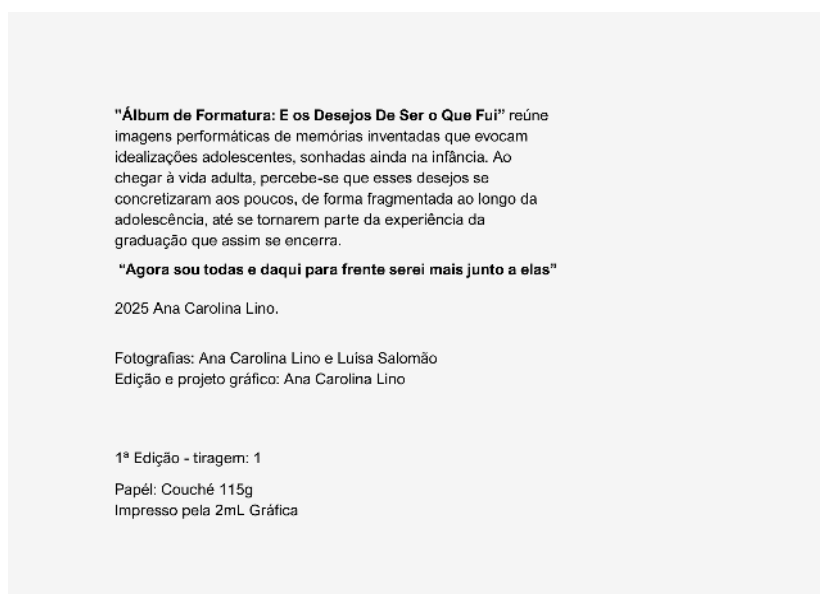 "Álbum de Formatura: E os Desejos De Ser o Que Fui” reúne
imagens performáticas de memórias inventadas que evocam
idealizações adolescentes, sonhadas ainda na infância. Ao
chegar à vida adulta, percebe-se que esses desejos se
concretizaram aos poucos, de forma fragmentada ao longo da
adolescência, até se tornarem parte da experiência da
graduação que assim se encerra.
“Agora sou todas e daqui para frente serei mais junto a elas”
2025 Ana Carolina Lino.
Fotografias: Ana Carolina Lino e Luísa Salomão
Edição e projeto gráfico: Ana Carolina Lino
1ª Edição - tiragem: 1
Papél: Couché 115g
Impresso pela 2mL Gráfica